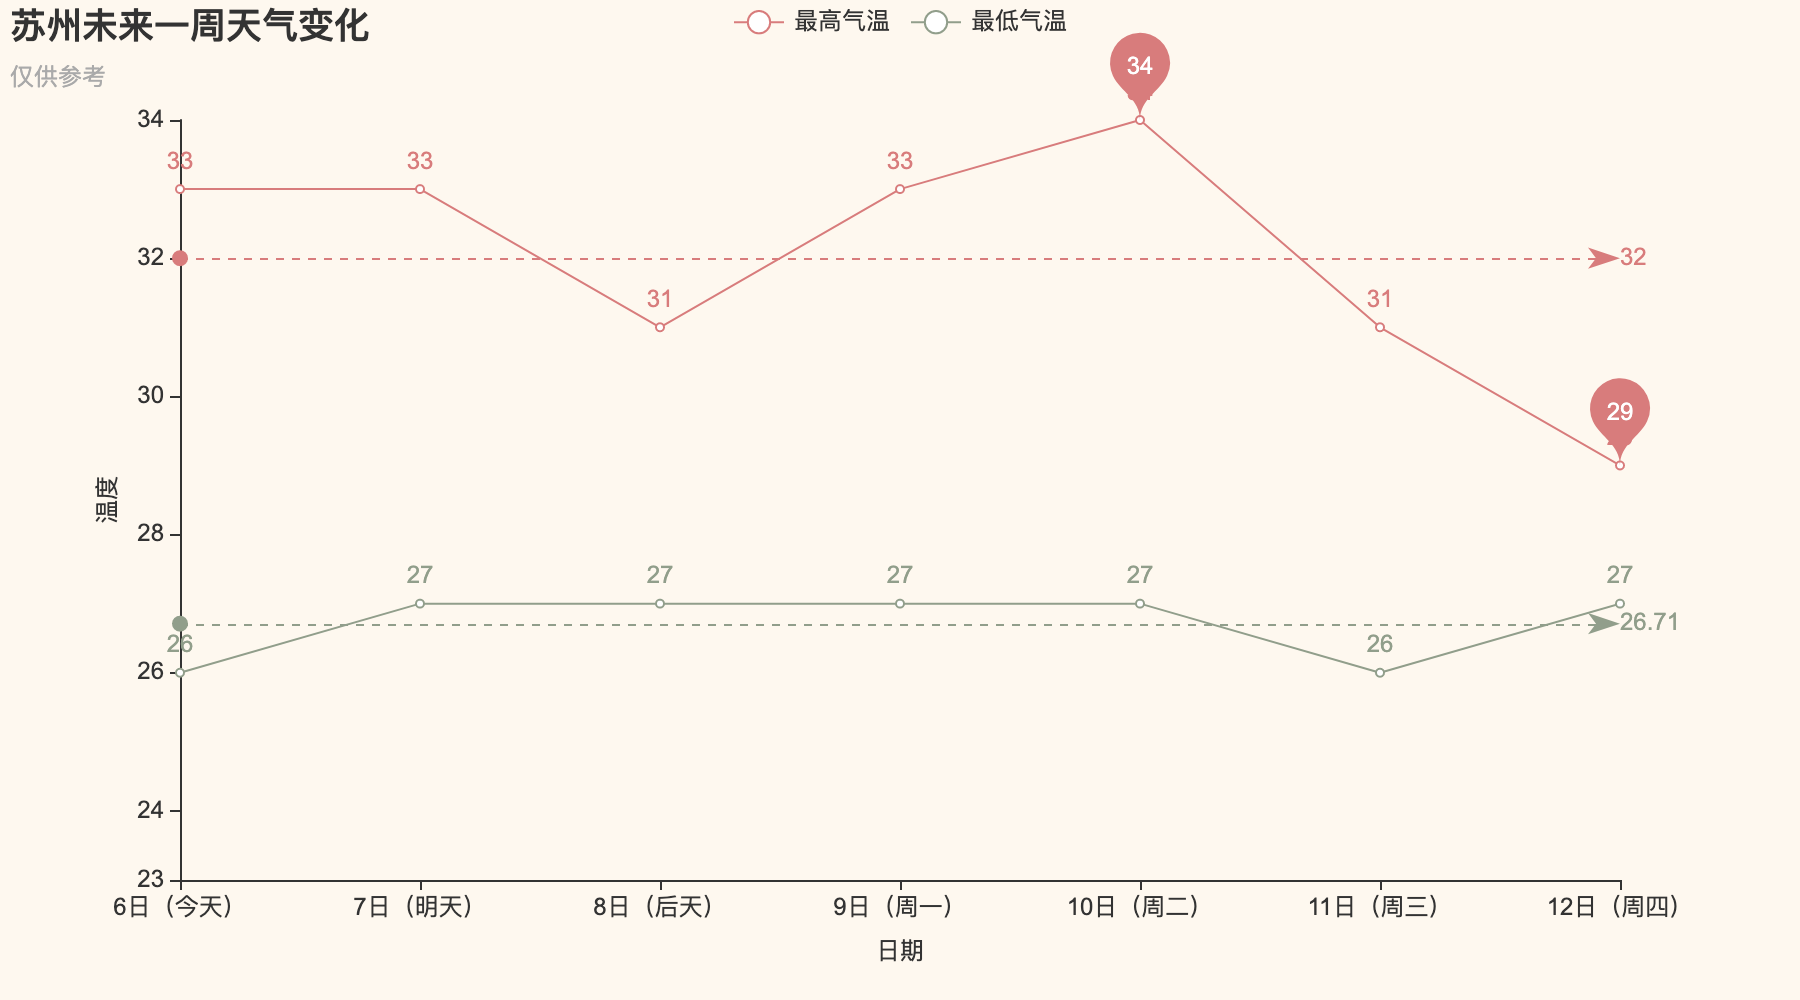 苏州未来一周天气变化
仅供参考
最高气温
最低气温
34
32
30
28
26
24
23
温度
33
33
31
33
34
31
29
32
26
27
27
27
27
26
27
26.71
6日（今天）
7日（明天）
8日（后天）
9日（周一）
10日（周二）
11日（周三）
12日（周四）
日期